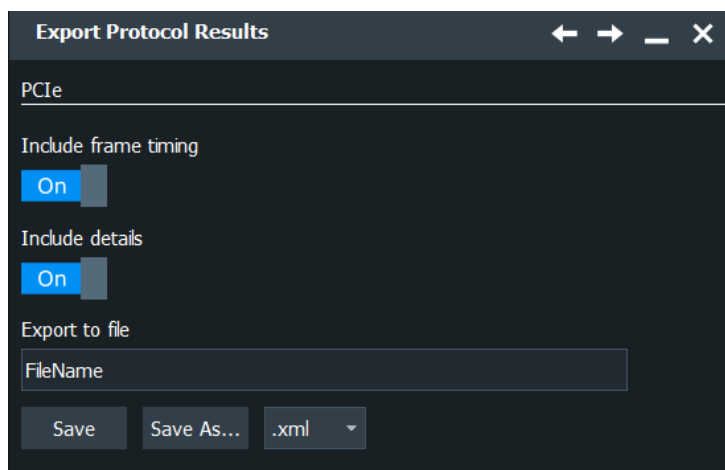 Export Protocol Results
PCIe
Include frame timing
On
Include details
On
Export to file
FileName
Save Save As... .xml